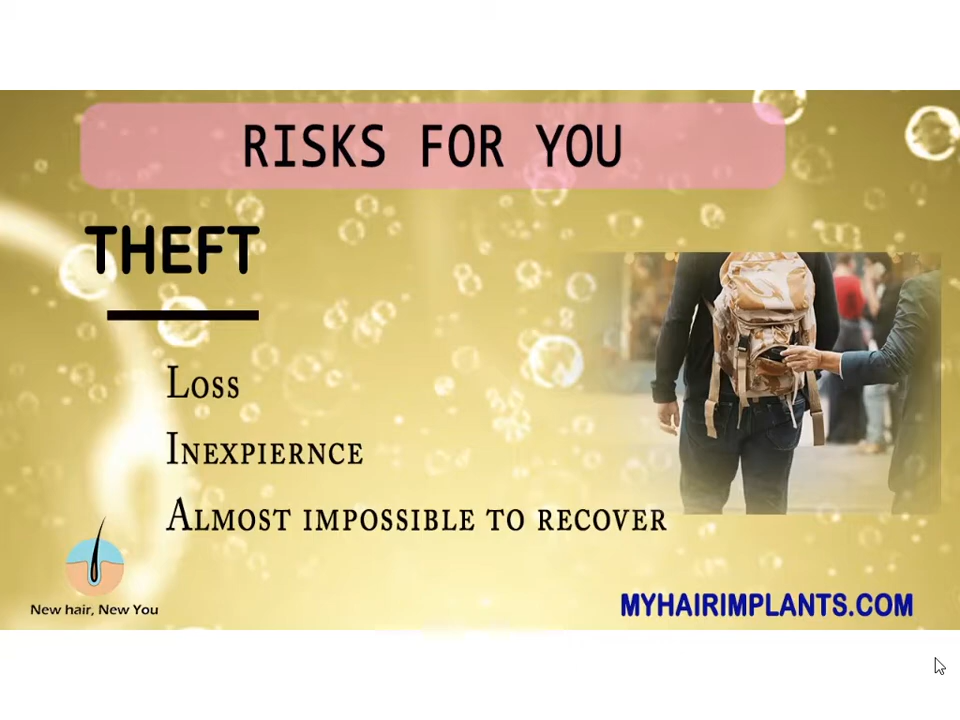 RISKS FOR YOU
THEFT
Loss
Inexpiernce
Almost impossible to recover
New hair, New You
MYHAIRIMPLANTS.COM